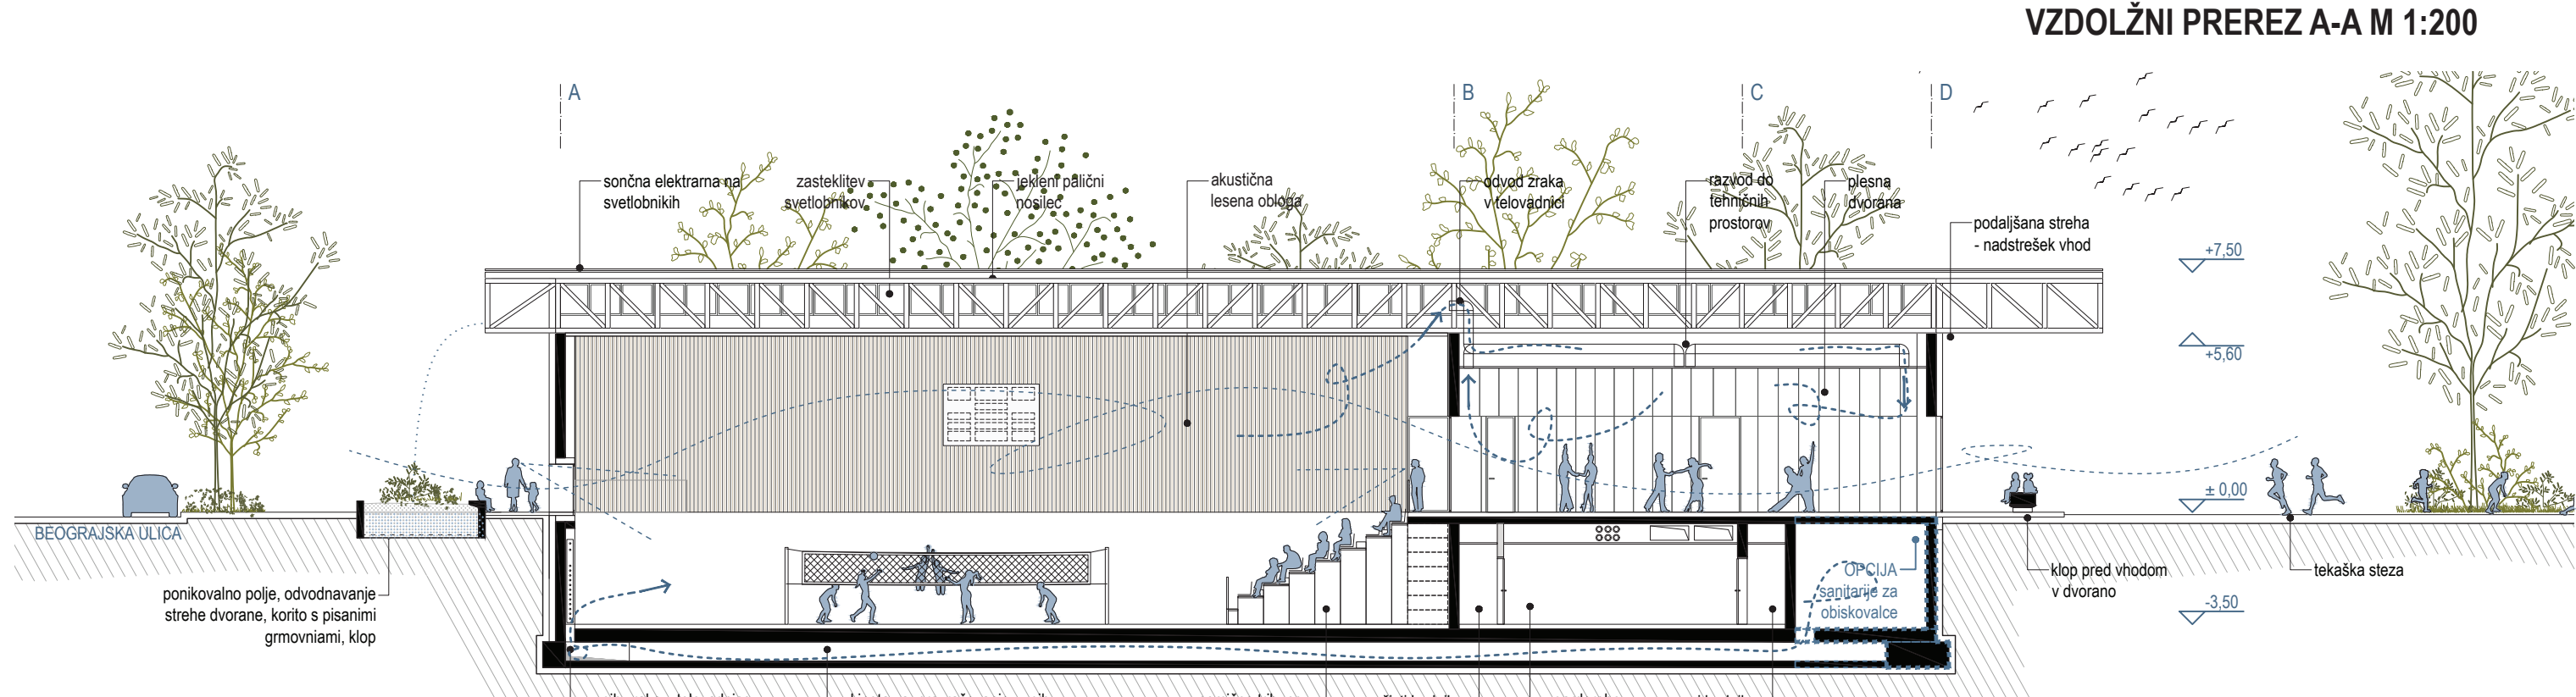 VZDOLŽNI PREREZ A-A M 1:200
A
B
C
D
sončna elektrarna na
svetlobnikih
zasteklitev
svetlobnikov
jekleni palični
nosilec
akustična
lesena obloga
odvod zraka
v telovadnici
razvod do
tehničnih
prostorov
plesna
dvorana
podaljšana streha
- nadstrešek vhod
+7,50
+5,60
± 0,00
-3,50
BEOGRAJSKA ULICA
ponikovalno polje, odvodnavanje
strehe dvorane, korito s pisanimi
grmovniami, klop
OPCIJA
sanitarije za
obiskovalce
klop pred vhodom
v dvorano
tekaška steza